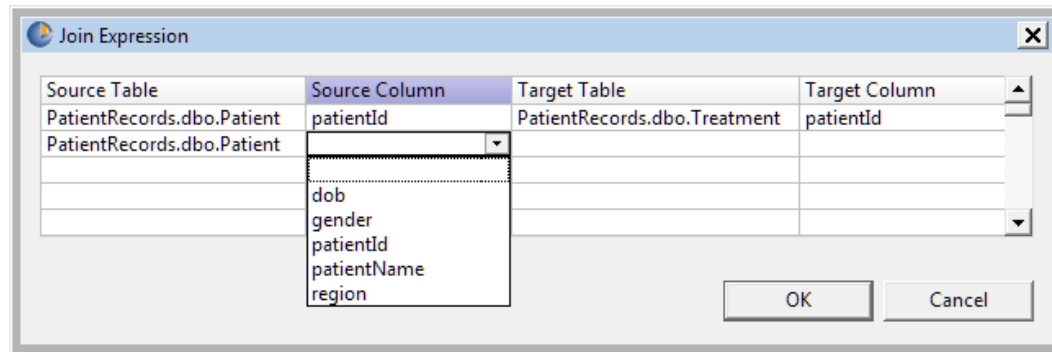 Join Expression
Source Table Source Column Target Table Target Column
PatientRecords.dbo.Patient patientId PatientRecords.dbo.Treatment patientId
PatientRecords.dbo.Patient
dob
gender
patientId
patientName
region
OK Cancel